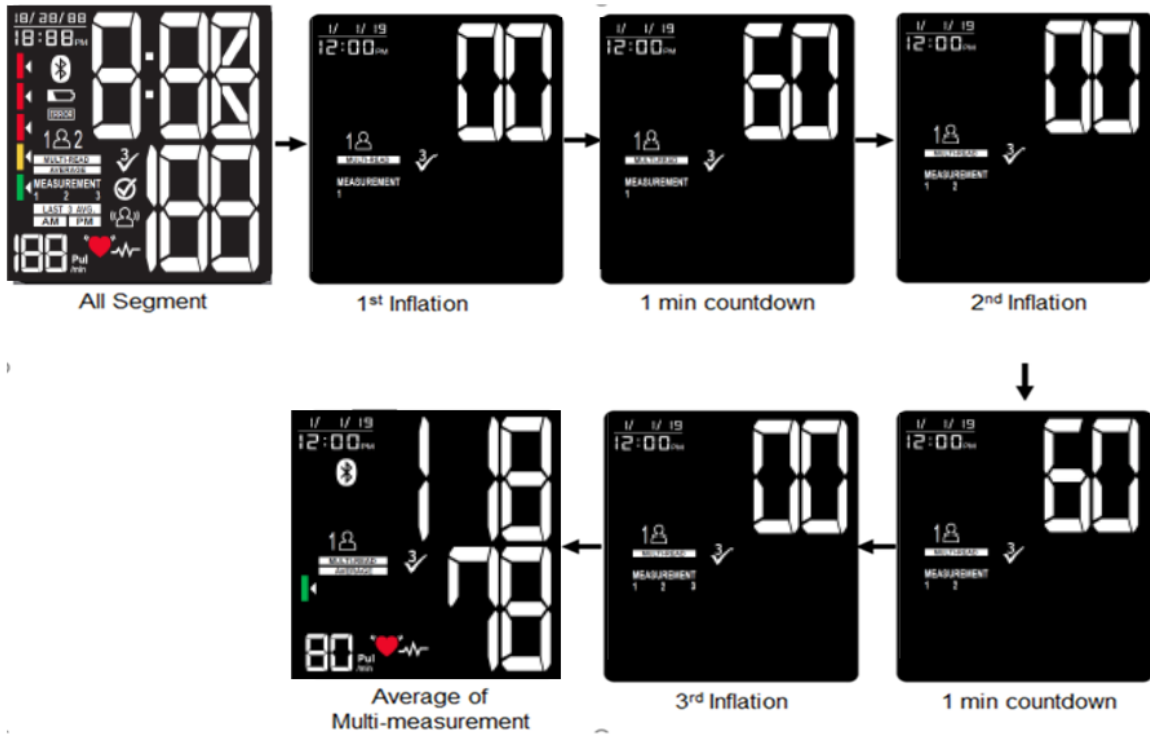 18/28/88
18:88PM
ERROR
1 2
MULTI-READ 3
AVERAGE
MEASUREMENT
1 2 3
LAST 3 AVG.
AM PM
188
188 Pul
/min
All Segment
1/ 1/ 19
12:00PM
00
1
MULTI-READ 3
MEASUREMENT
1
1st Inflation
1/ 1/ 19
12:00PM
60
1
MULTI-READ 3
MEASUREMENT
1
1 min countdown
1/ 1/ 19
12:00PM
00
1
MULTI-READ 3
MEASUREMENT
1 2
2nd Inflation
1/ 1/ 19
12:00PM
118
1
MULTI-READ 3
AVERAGE
78
80 Pul
/min
Average of
Multi-measurement
1/ 1/ 19
12:00PM
00
1
MULTI-READ 3
MEASUREMENT
1 2 3
3rd Inflation
1/ 1/ 19
12:00PM
60
1
MULTI-READ 3
MEASUREMENT
1 2
1 min countdown